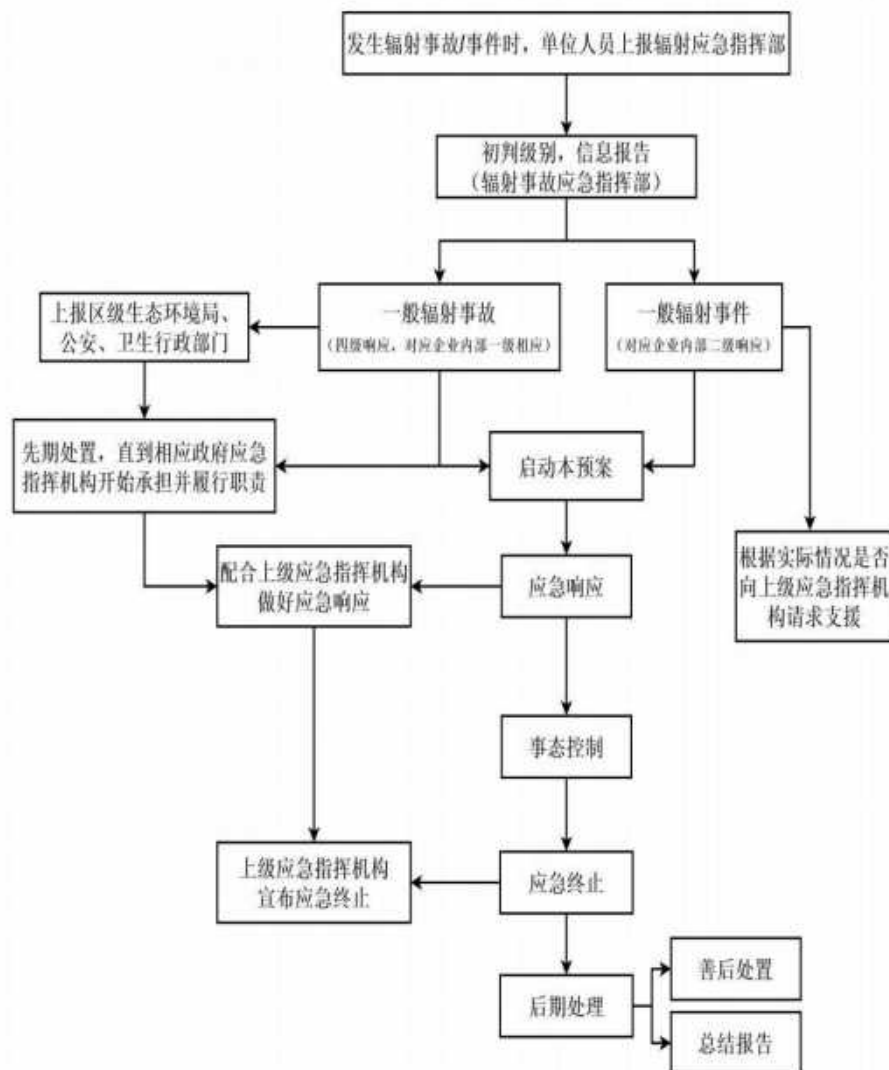 发生辐射事故/事件时，单位人员上报辐射应急指挥部
初判级别，信息报告
（辐射事故应急指挥部）
上报区级生态环境局、
公安、卫生行政部门
一般辐射事故
（四级响应，对应企业内部一级相应）
一般辐射事件
（对应企业内部二级响应）
先期处置，直到相应政府应急
指挥机构开始承担并履行职责
启动本预案
配合上级应急指挥机构
做好应急响应
应急响应
根据实际情况是否
向上级应急指挥机
构请求支援
事态控制
上级应急指挥机构
宣布应急终止
应急终止
后期处理
善后处置
总结报告